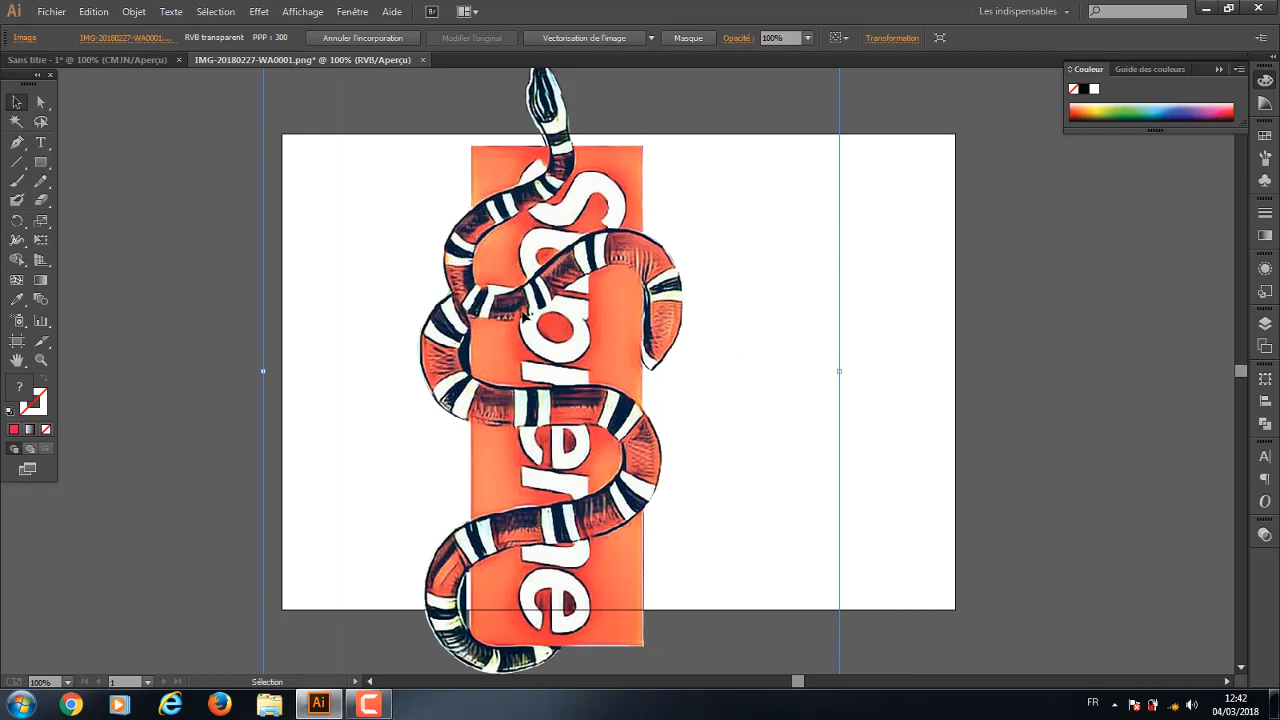 Ai Fichier Edition Objet Texte Sélection Effet Affichage Fenêtre Aide Br Les indispensables
Image IMG-20180227-WA0001.... RVB transparent PPP : 300 Annuler l'incorporation Modifier l'original Vectorisation de l'image Masque Opacité : 100% Transformation
Sans titre - 1* @ 100% (CMJN/Aperçu) IMG-20180227-WA0001.png* @ 100% (RVB/Aperçu)
Couleur Guide des couleurs
Supreme
100% 1 Sélection
Ai FR 12:42
04/03/2018